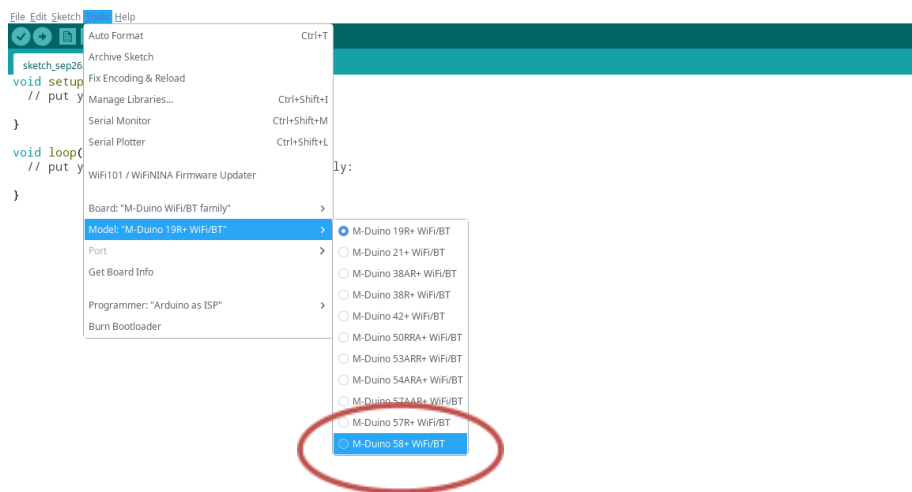 File Edit Sketch Tools Help
Auto Format Ctrl+T
Archive Sketch
Fix Encoding & Reload
Manage Libraries... Ctrl+Shift+I
Serial Monitor Ctrl+Shift+M
Serial Plotter Ctrl+Shift+L
WiFi101 / WiFiNINA Firmware Updater
Board: "M-Duino WiFi/BT family"
Model: "M-Duino 19R+ WiFi/BT"
Port
Get Board Info
Programmer: "Arduino as ISP"
Burn Bootloader
M-Duino 19R+ WiFi/BT
M-Duino 21+ WiFi/BT
M-Duino 38AR+ WiFi/BT
M-Duino 38R+ WiFi/BT
M-Duino 42+ WiFi/BT
M-Duino 50RRA+ WiFi/BT
M-Duino 53ARR+ WiFi/BT
M-Duino 54ARA+ WiFi/BT
M-Duino 57AAR+ WiFi/BT
M-Duino 57R+ WiFi/BT
M-Duino 58+ WiFi/BT
sketch_sep26
void setup
// put y
}
void loop(
// put y ly:
}